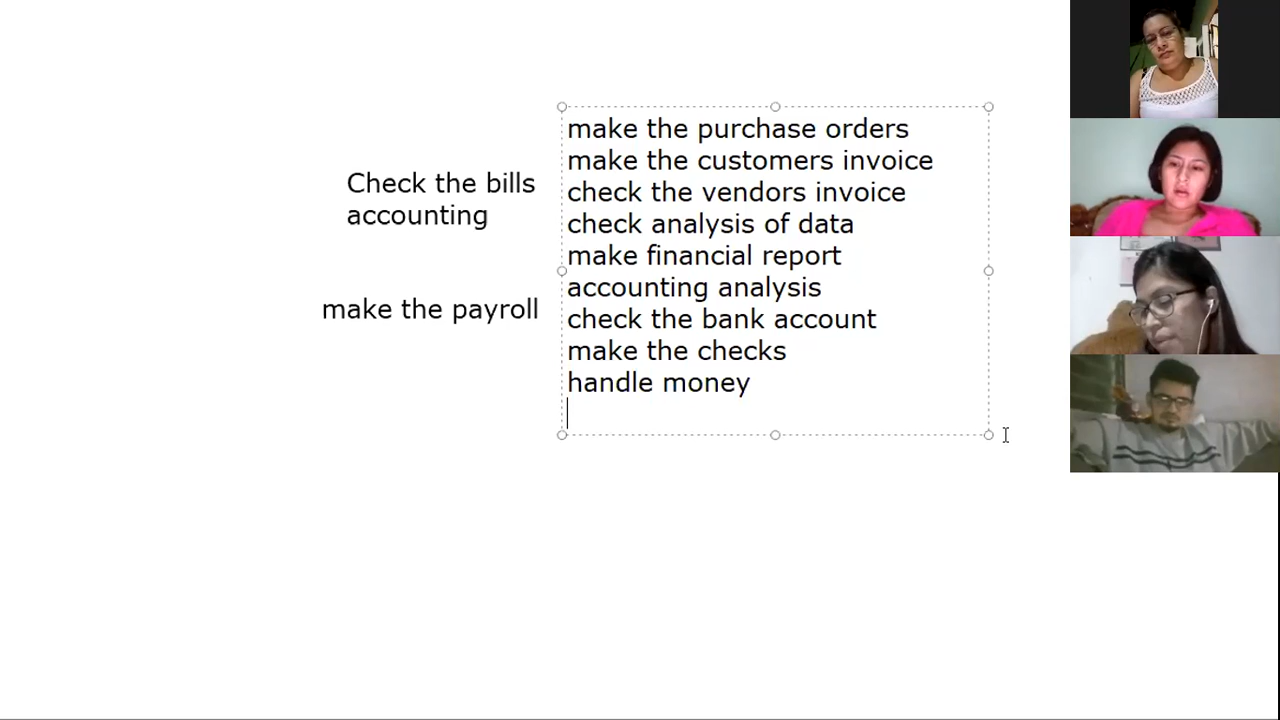 Check the bills
accounting
make the payroll
make the purchase orders
make the customers invoice
check the vendors invoice
check analysis of data
make financial report
accounting analysis
check the bank account
make the checks
handle money